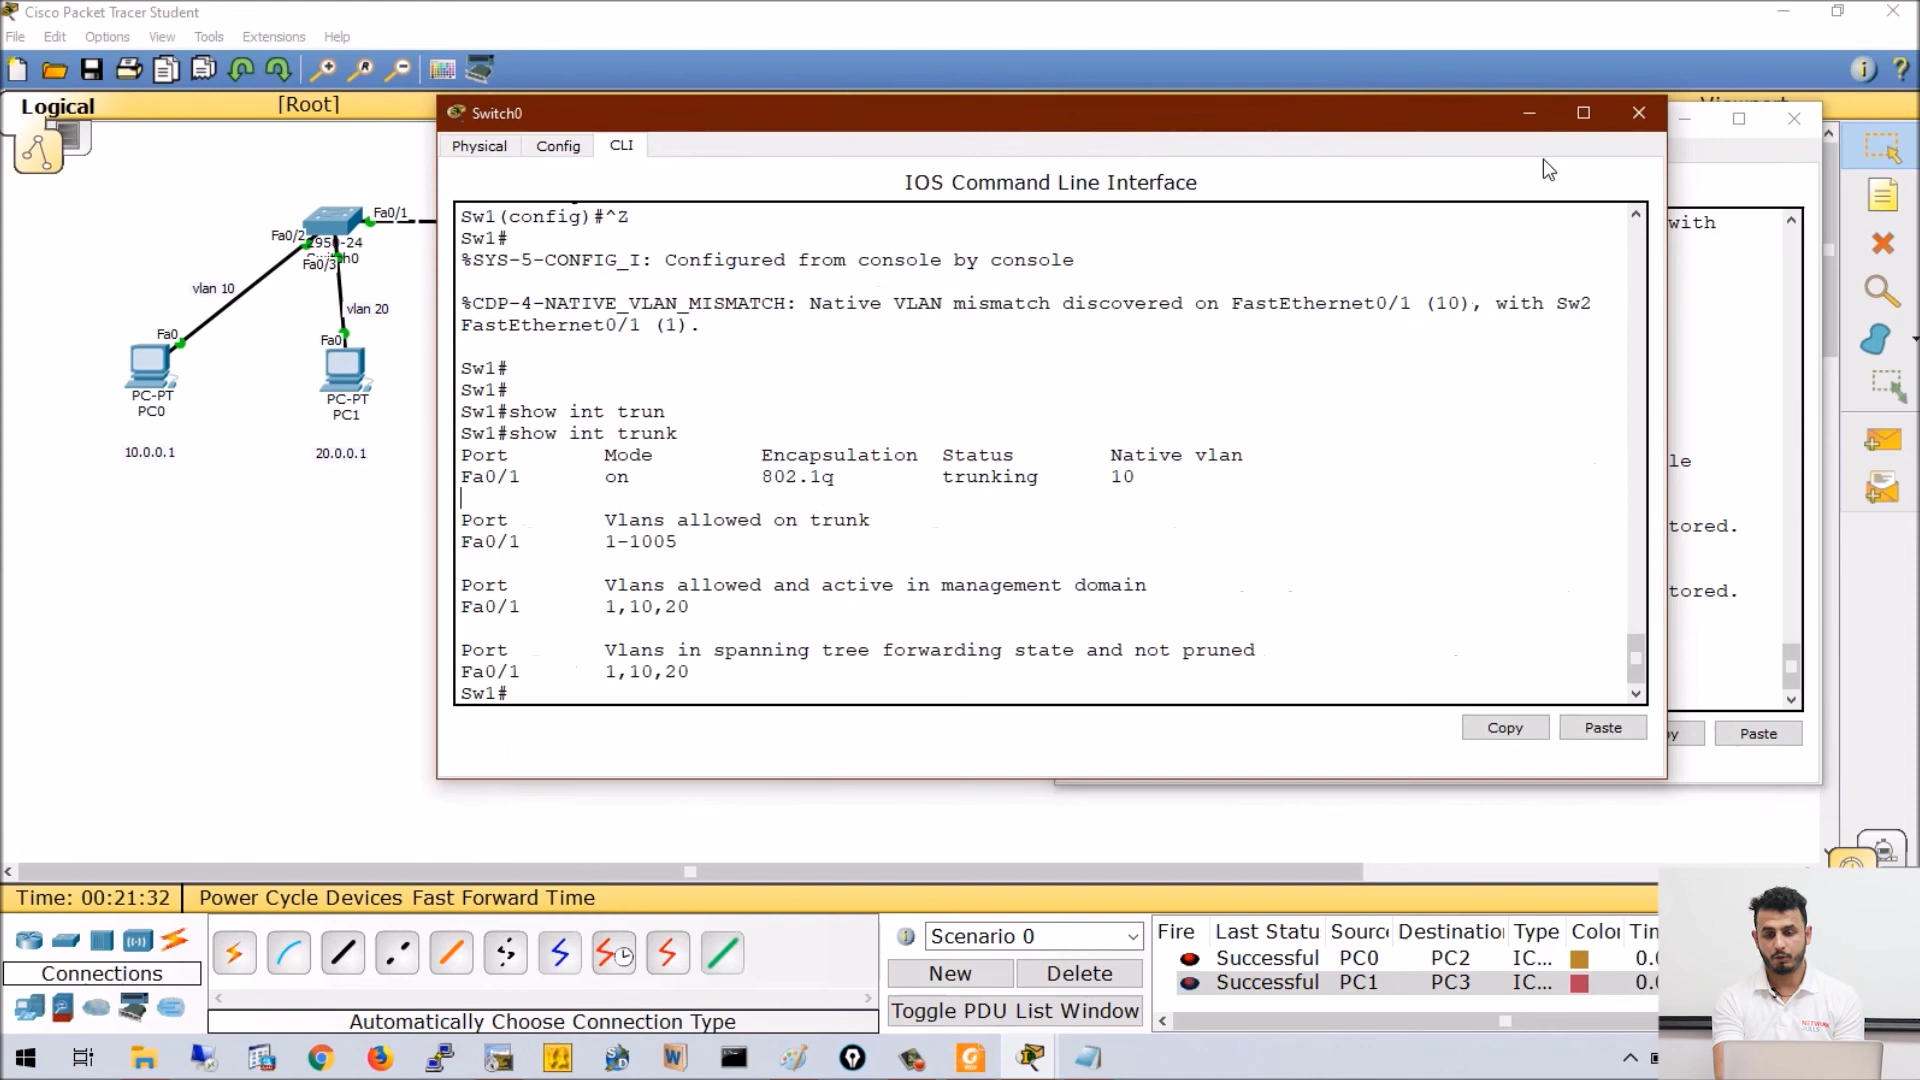 Cisco Packet Tracer Student
File Edit Options View Tools Extensions Help
Logical
[Root]
Switch0
Physical Config CLI
IOS Command Line Interface
Sw1(config)#^Z
Sw1#
%SYS-5-CONFIG_I: Configured from console by console
%CDP-4-NATIVE_VLAN_MISMATCH: Native VLAN mismatch discovered on FastEthernet0/1 (10), with Sw2
FastEthernet0/1 (1).
Sw1#
Sw1#
Sw1#show int trun
Sw1#show int trunk
Port Mode Encapsulation Status Native vlan
Fa0/1 on 802.1q trunking 10
Port Vlans allowed on trunk
Fa0/1 1-1005
Port Vlans allowed and active in management domain
Fa0/1 1,10,20
Port Vlans in spanning tree forwarding state and not pruned
Fa0/1 1,10,20
Sw1#
Copy Paste
with
le
tored.
tored.
Paste
Fa0/1
Fa0/2
2950-24
Fa0/3
vlan 10
vlan 20
Fa0
Fa0
PC-PT
PC0
PC-PT
PC1
10.0.0.1
20.0.0.1
Time: 00:21:32
Power Cycle Devices Fast Forward Time
Connections
Automatically Choose Connection Type
Scenario 0
New Delete
Toggle PDU List Window
Fire Last Statu Sourc Destinatio Type Colo Tin
Successful PC0 PC2 IC... 0.
Successful PC1 PC3 IC... 0.